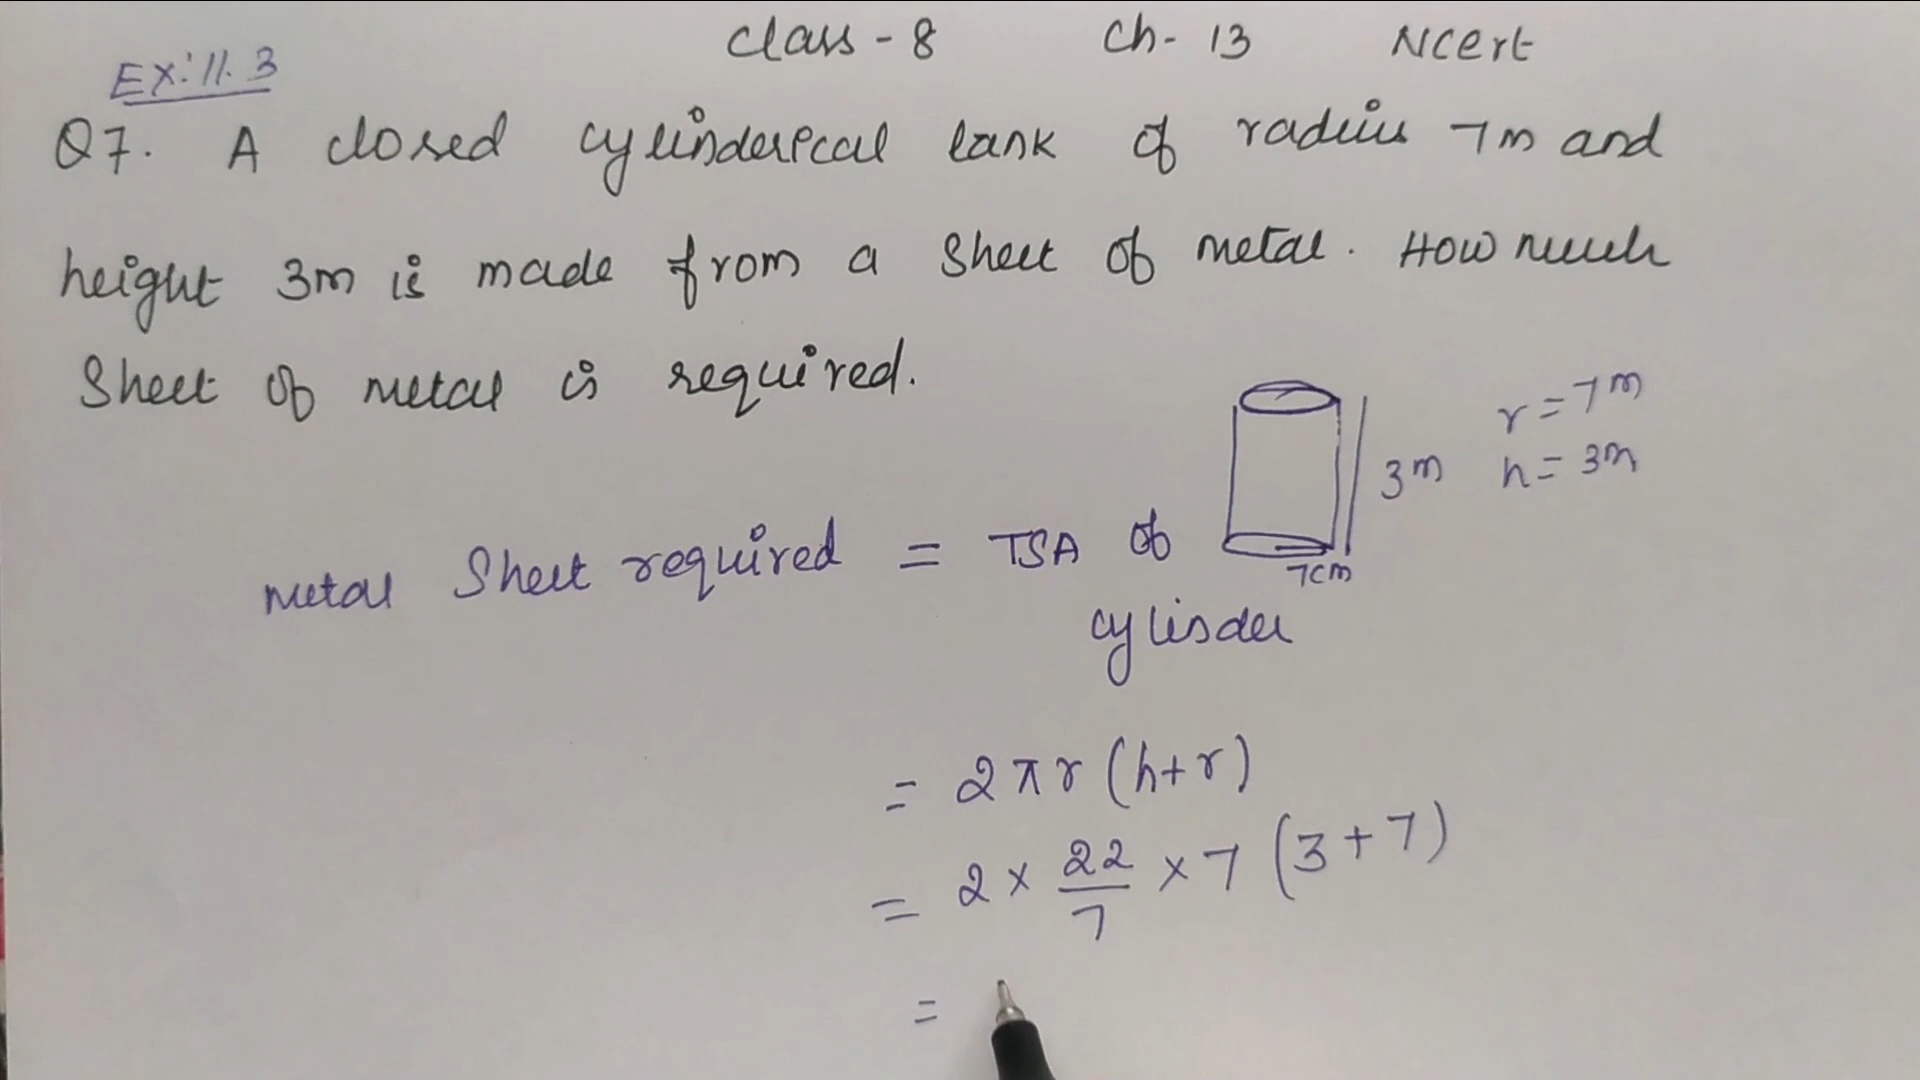 Class - 8 Ch - 13 NCert
Ex: 11.3
Q7. A closed cylinderical tank of radius 7m and
height 3m is made from a Sheet of metal. How much
Sheet of metal is required.
r = 7m
3m h = 3m
Metal Sheet required = TSA of
7cm
cylinder
= 2πr (h+r)
= 2 × 22/7 × 7 (3+7)
=